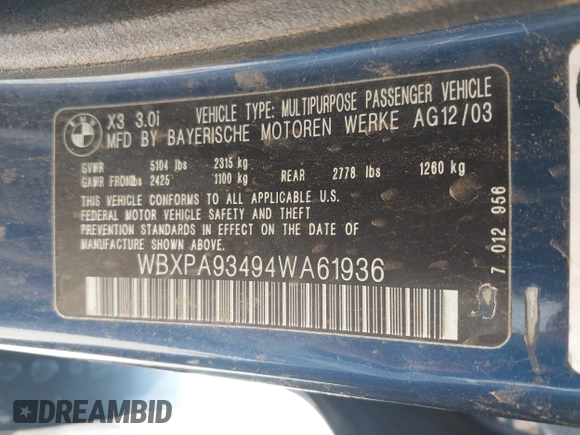 BMW
X3 3.0i VEHICLE TYPE: MULTIPURPOSE PASSENGER VEHICLE
MFD BY BAYERISCHE MOTOREN WERKE AG12/03
GVWR 5104 lbs 2315 kg
GAWR FRONTlbs 2425 1100 kg REAR 2778 lbs 1260 kg
THIS VEHICLE CONFORMS TO ALL APPLICABLE U.S.
FEDERAL MOTOR VEHICLE SAFETY AND THEFT
PREVENTION STANDARDS IN EFFECT ON THE DATE OF
MANUFACTURE SHOWN ABOVE.
WBXPA93494WA61936
7 012 956
DREAMBID